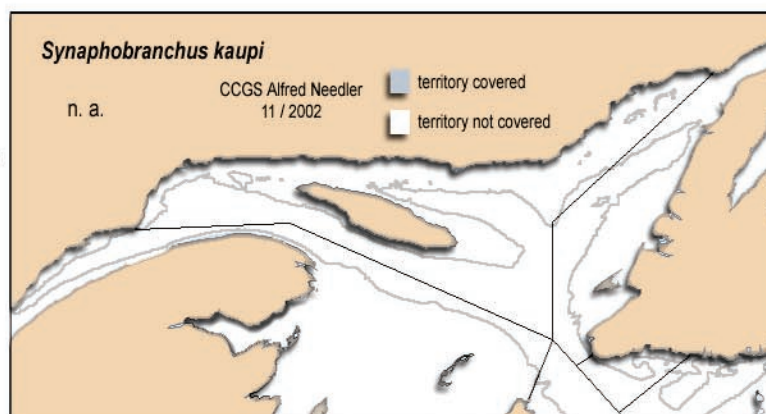 Synaphobranchus kaupi
n. a.
CCGS Alfred Needler
11 / 2002
territory covered
territory not covered